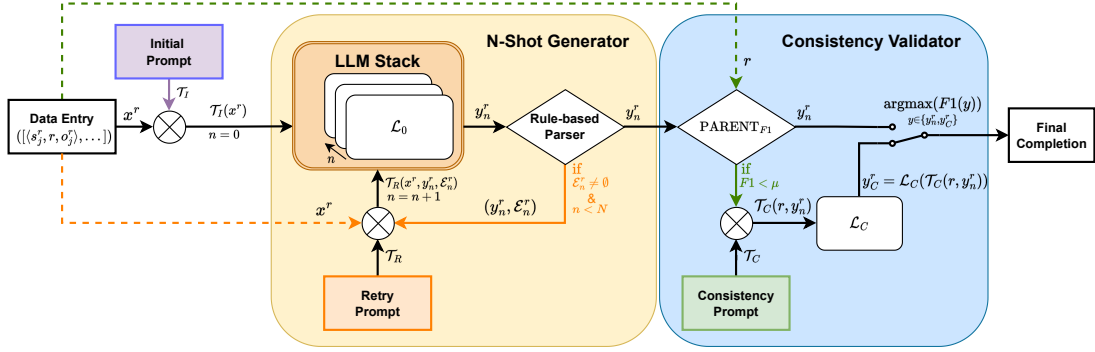 N-Shot Generator
Consistency Validator
Initial
Prompt
LLM Stack
r
Data Entry
([⟨s_j^r, r, o_j^r⟩, . . . ])
x^r
𝒯_I
𝒯_I(x^r)
n = 0
ℒ_0
n
y_n^r
Rule-based
Parser
y_n^r
PARENT_{F1}
y_n^r
argmax(F1(y))
y∈{y_n^r,y_C^r}
Final
Completion
𝒯_R(x^r, y_n^r, ℰ_n^r)
n = n + 1
if
ℰ_n^r ≠ ∅
&
n < N
if
F1 < μ
y_C^r = ℒ_C(𝒯_C(r, y_n^r))
x^r
(y_n^r, ℰ_n^r)
𝒯_C(r, y_n^r)
ℒ_C
𝒯_R
𝒯_C
Retry
Prompt
Consistency
Prompt